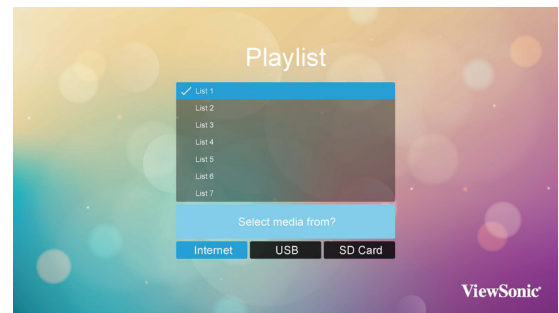 Playlist
List 1
List 2
List 3
List 4
List 5
List 6
List 7
Select media from?
Internet USB SD Card
ViewSonic